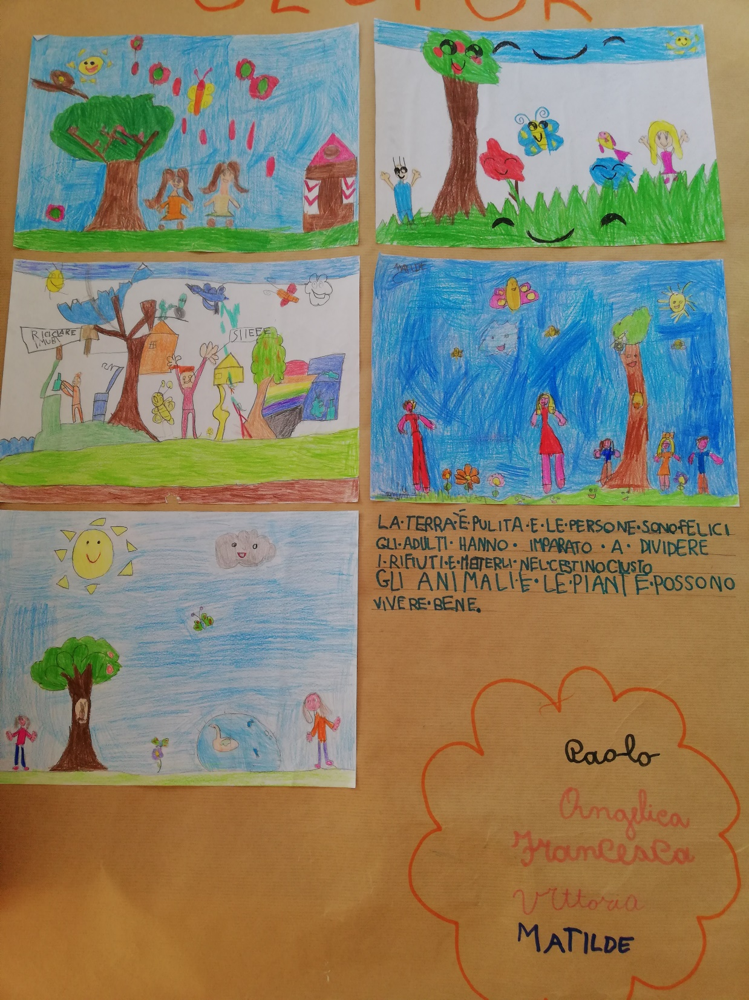 MATILDE
RICICLARE
SIIEEE
LA·TERRA·È·PULITA·E·LE·PERSONE·SONO·FELICI
GLI·ADULTI·HANNO·IMPARATO·A·DIVIDERE
I·RIFIUTI·E·METTERLI·NEL·CESTINO GIUSTO
GLI ANIMALI·E·LE·PIANTE·POSSONO
VIVERE·BENE.
Paolo
Angelica
Francesca
Vittoria
MATILDE